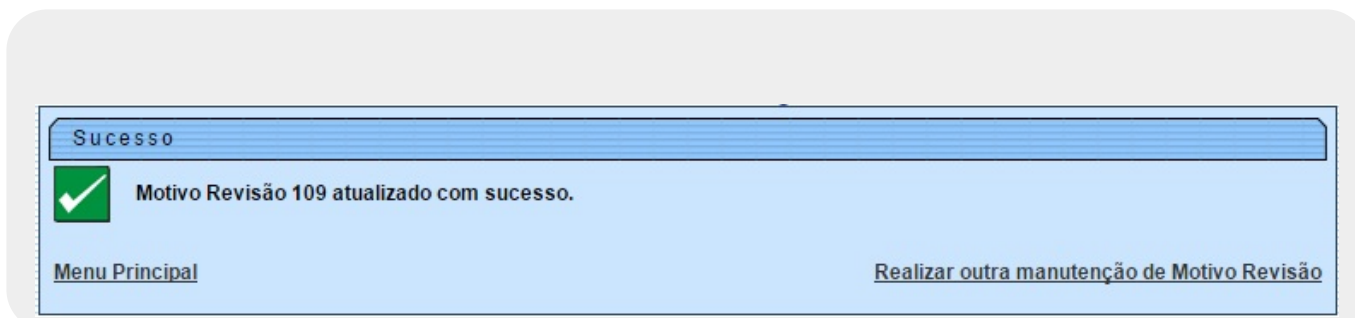 Sucesso
Motivo Revisão 109 atualizado com sucesso.
Menu Principal
Realizar outra manutenção de Motivo Revisão